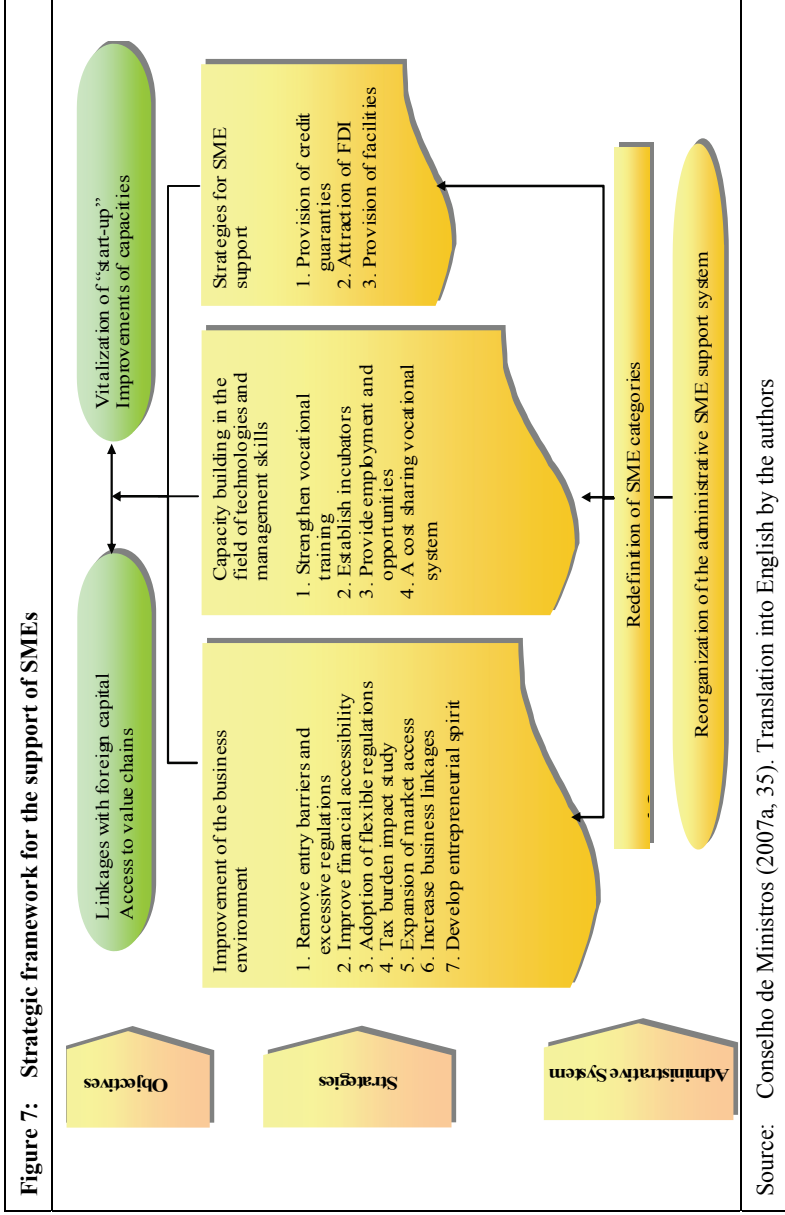 Figure 7: Strategic framework for the support of SMEs
Objectives
Linkages with foreign capital
Access to value chains
Vitalization of “start-up”
Improvements of capacities
Strategies
Improvement of the business
environment
1. Remove entry barriers and
excessive regulations
2. Improve financial accessibility
3. Adoption of flexible regulations
4. Tax burden impact study
5. Expansion of market access
6. Increase business linkages
7. Develop entrepreneurial spirit
Capacity building in the
field of technologies and
management skills
1. Strengthen vocational
training
2. Establish incubators
3. Provide employment and
opportunities
4. A cost sharing vocational
system
Strategies for SME
support
1. Provision of credit
guaranties
2. Attraction of FDI
3. Provision of facilities
Administrative System
Redefinition of SME categories
Reorganization of the administrative SME support system
Source: Conselho de Ministros (2007a, 35). Translation into English by the authors